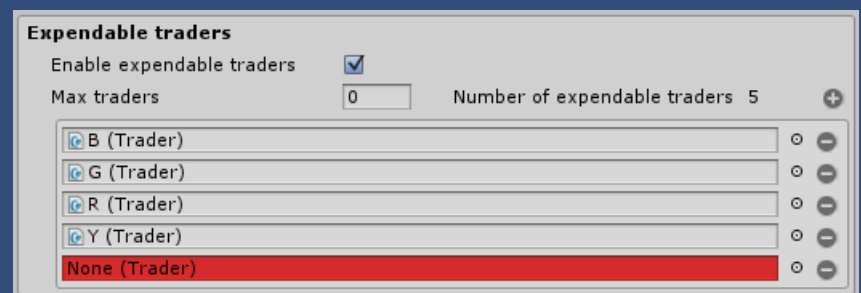 Expendable traders
Enable expendable traders
Max traders 0 Number of expendable traders 5
B (Trader)
G (Trader)
R (Trader)
Y (Trader)
None (Trader)